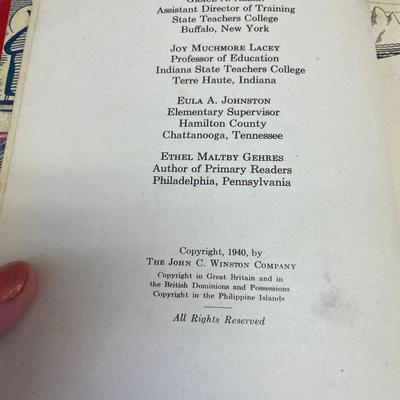 Assistant Director of Training
State Teachers College
Buffalo, New York
Joy Muchmore Lacey
Professor of Education
Indiana State Teachers College
Terre Haute, Indiana
Eula A. Johnston
Elementary Supervisor
Hamilton County
Chattanooga, Tennessee
Ethel Maltby Gehres
Author of Primary Readers
Philadelphia, Pennsylvania
Copyright, 1940, by
The John C. Winston Company
Copyright in Great Britain and in
the British Dominions and Possessions
Copyright in the Philippine Islands
All Rights Reserved